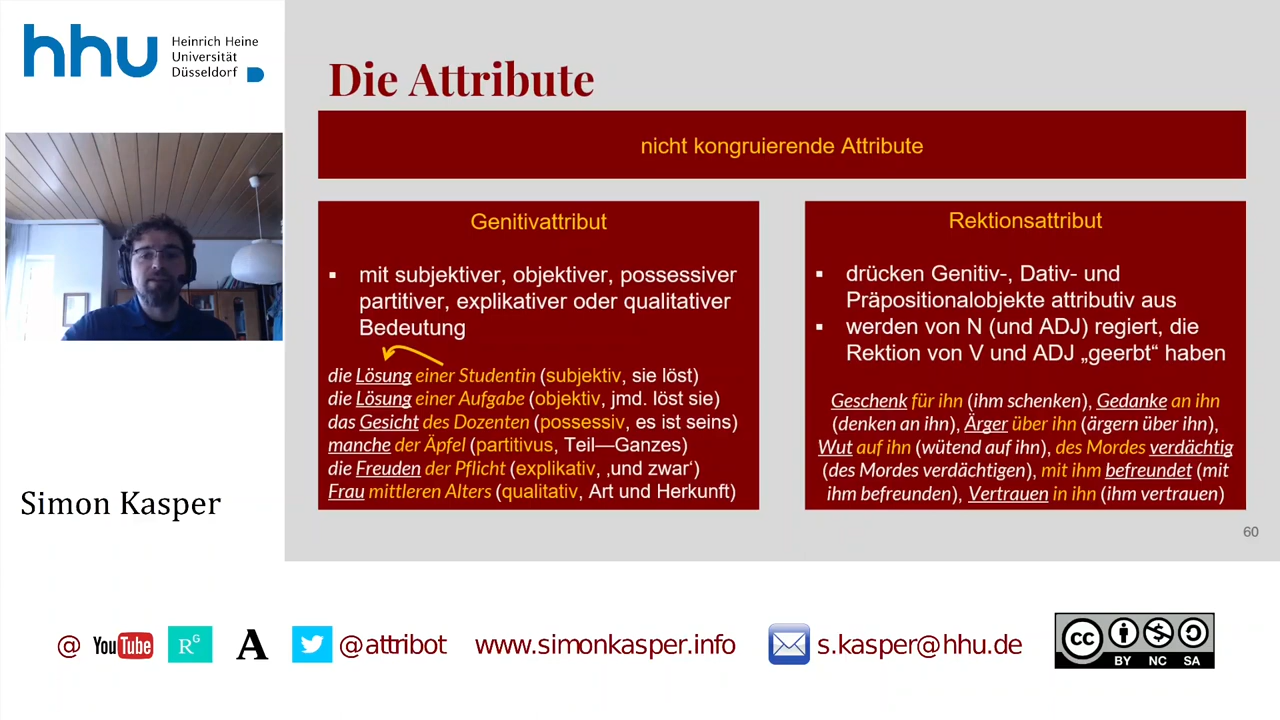 hhu
Heinrich Heine
Universität
Düsseldorf
Die Attribute
nicht kongruierende Attribute
Genitivattribut
▪ mit subjektiver, objektiver, possessiver
partitiver, explikativer oder qualitativer
Bedeutung
die Lösung einer Studentin (subjektiv, sie löst)
die Lösung einer Aufgabe (objektiv, jmd. löst sie)
das Gesicht des Dozenten (possessiv, es ist seins)
manche der Äpfel (partitivus, Teil—Ganzes)
die Freuden der Pflicht (explikativ, ‚und zwar‘)
Frau mittleren Alters (qualitativ, Art und Herkunft)
Rektionsattribut
▪ drücken Genitiv-, Dativ- und
Präpositionalobjekte attributiv aus
▪ werden von N (und ADJ) regiert, die
Rektion von V und ADJ „geerbt“ haben
Geschenk für ihn (ihm schenken), Gedanke an ihn
(denken an ihn), Ärger über ihn (ärgern über ihn),
Wut auf ihn (wütend auf ihn), des Mordes verdächtig
(des Mordes verdächtigen), mit ihm befreundet (mit
ihm befreunden), Vertrauen in ihn (ihm vertrauen)
60
Simon Kasper
@ YouTube RG A @attribot www.simonkasper.info s.kasper@hhu.de
cc BY NC SA